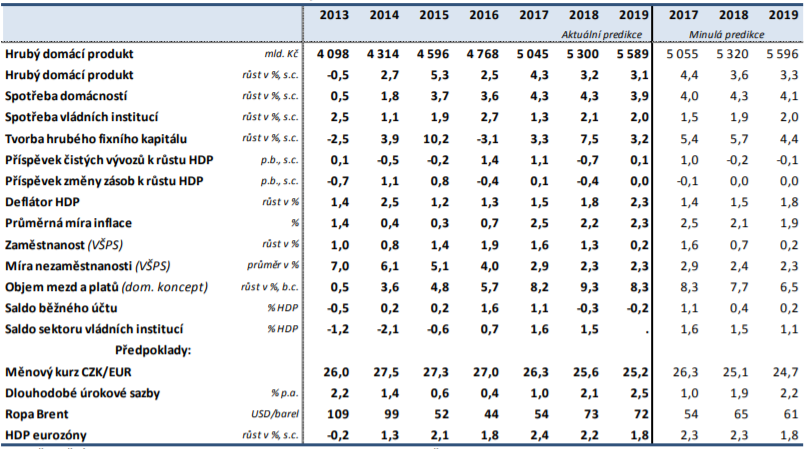 2013 2014 2015 2016 2017 2018 2019 2017 2018 2019
Aktuální predikce Minulá predikce
Hrubý domácí produkt mld. Kč 4 098 4 314 4 596 4 768 5 045 5 300 5 589 5 055 5 320 5 596
Hrubý domácí produkt růst v %, s.c. -0,5 2,7 5,3 2,5 4,3 3,2 3,1 4,4 3,6 3,3
Spotřeba domácností růst v %, s.c. 0,5 1,8 3,7 3,6 4,3 4,3 3,9 4,0 4,3 4,1
Spotřeba vládních institucí růst v %, s.c. 2,5 1,1 1,9 2,7 1,3 2,1 2,0 1,5 1,9 2,0
Tvorba hrubého fixního kapitálu růst v %, s.c. -2,5 3,9 10,2 -3,1 3,3 7,5 3,2 5,4 5,7 4,4
Příspěvek čistých vývozů k růstu HDP p.b., s.c. 0,1 -0,5 -0,2 1,4 1,1 -0,7 0,1 1,0 -0,2 -0,1
Příspěvek změny zásob k růstu HDP p.b., s.c. -0,7 1,1 0,8 -0,4 0,1 -0,4 0,0 -0,1 0,0 0,0
Deflátor HDP růst v % 1,4 2,5 1,2 1,3 1,5 1,8 2,3 1,4 1,5 1,8
Průměrná míra inflace % 1,4 0,4 0,3 0,7 2,5 2,2 2,3 2,5 2,1 1,9
Zaměstnanost (VŠPS) růst v % 1,0 0,8 1,4 1,9 1,6 1,3 0,2 1,6 0,7 0,2
Míra nezaměstnanosti (VŠPS) průměr v % 7,0 6,1 5,1 4,0 2,9 2,3 2,3 2,9 2,4 2,3
Objem mezd a platů (dom. koncept) růst v %, b.c. 0,5 3,6 4,8 5,7 8,2 9,3 8,3 8,3 7,7 6,5
Saldo běžného účtu % HDP -0,5 0,2 0,2 1,6 1,1 -0,3 -0,2 1,1 0,4 0,2
Saldo sektoru vládních institucí % HDP -1,2 -2,1 -0,6 0,7 1,6 1,5 . 1,6 1,5 1,1
Předpoklady:
Měnový kurz CZK/EUR 26,0 27,5 27,3 27,0 26,3 25,6 25,2 26,3 25,1 24,7
Dlouhodobé úrokové sazby % p.a. 2,2 1,4 0,6 0,4 1,0 2,1 2,5 1,0 1,9 2,2
Ropa Brent USD/barel 109 99 52 44 54 73 72 54 65 61
HDP eurozóny růst v %, s.c. -0,2 1,3 2,1 1,8 2,4 2,2 1,8 2,3 2,3 1,8